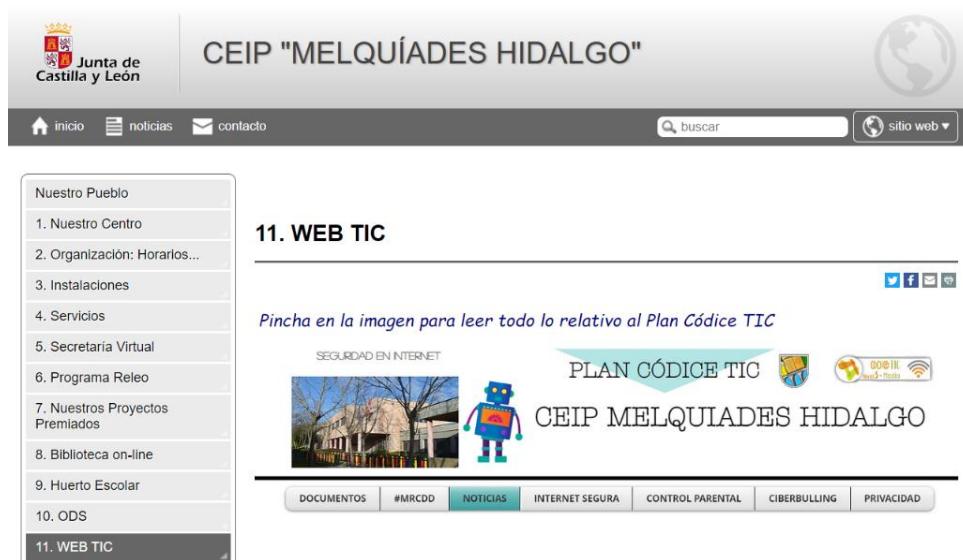 Junta de
Castilla y León
CEIP "MELQUÍADES HIDALGO"
inicio
noticias
contacto
buscar
sitio web
Nuestro Pueblo
1. Nuestro Centro
2. Organización: Horarios...
3. Instalaciones
4. Servicios
5. Secretaría Virtual
6. Programa Releo
7. Nuestros Proyectos
Premiados
8. Biblioteca on-line
9. Huerto Escolar
10. ODS
11. WEB TIC
11. WEB TIC
Pincha en la imagen para leer todo lo relativo al Plan Códice TIC
SEGURIDAD EN INTERNET
PLAN CÓDICE TIC
CEIP MELQUIADES HIDALGO
DOCUMENTOS
#MRCDD
NOTICIAS
INTERNET SEGURA
CONTROL PARENTAL
CIBERBULLING
PRIVACIDAD